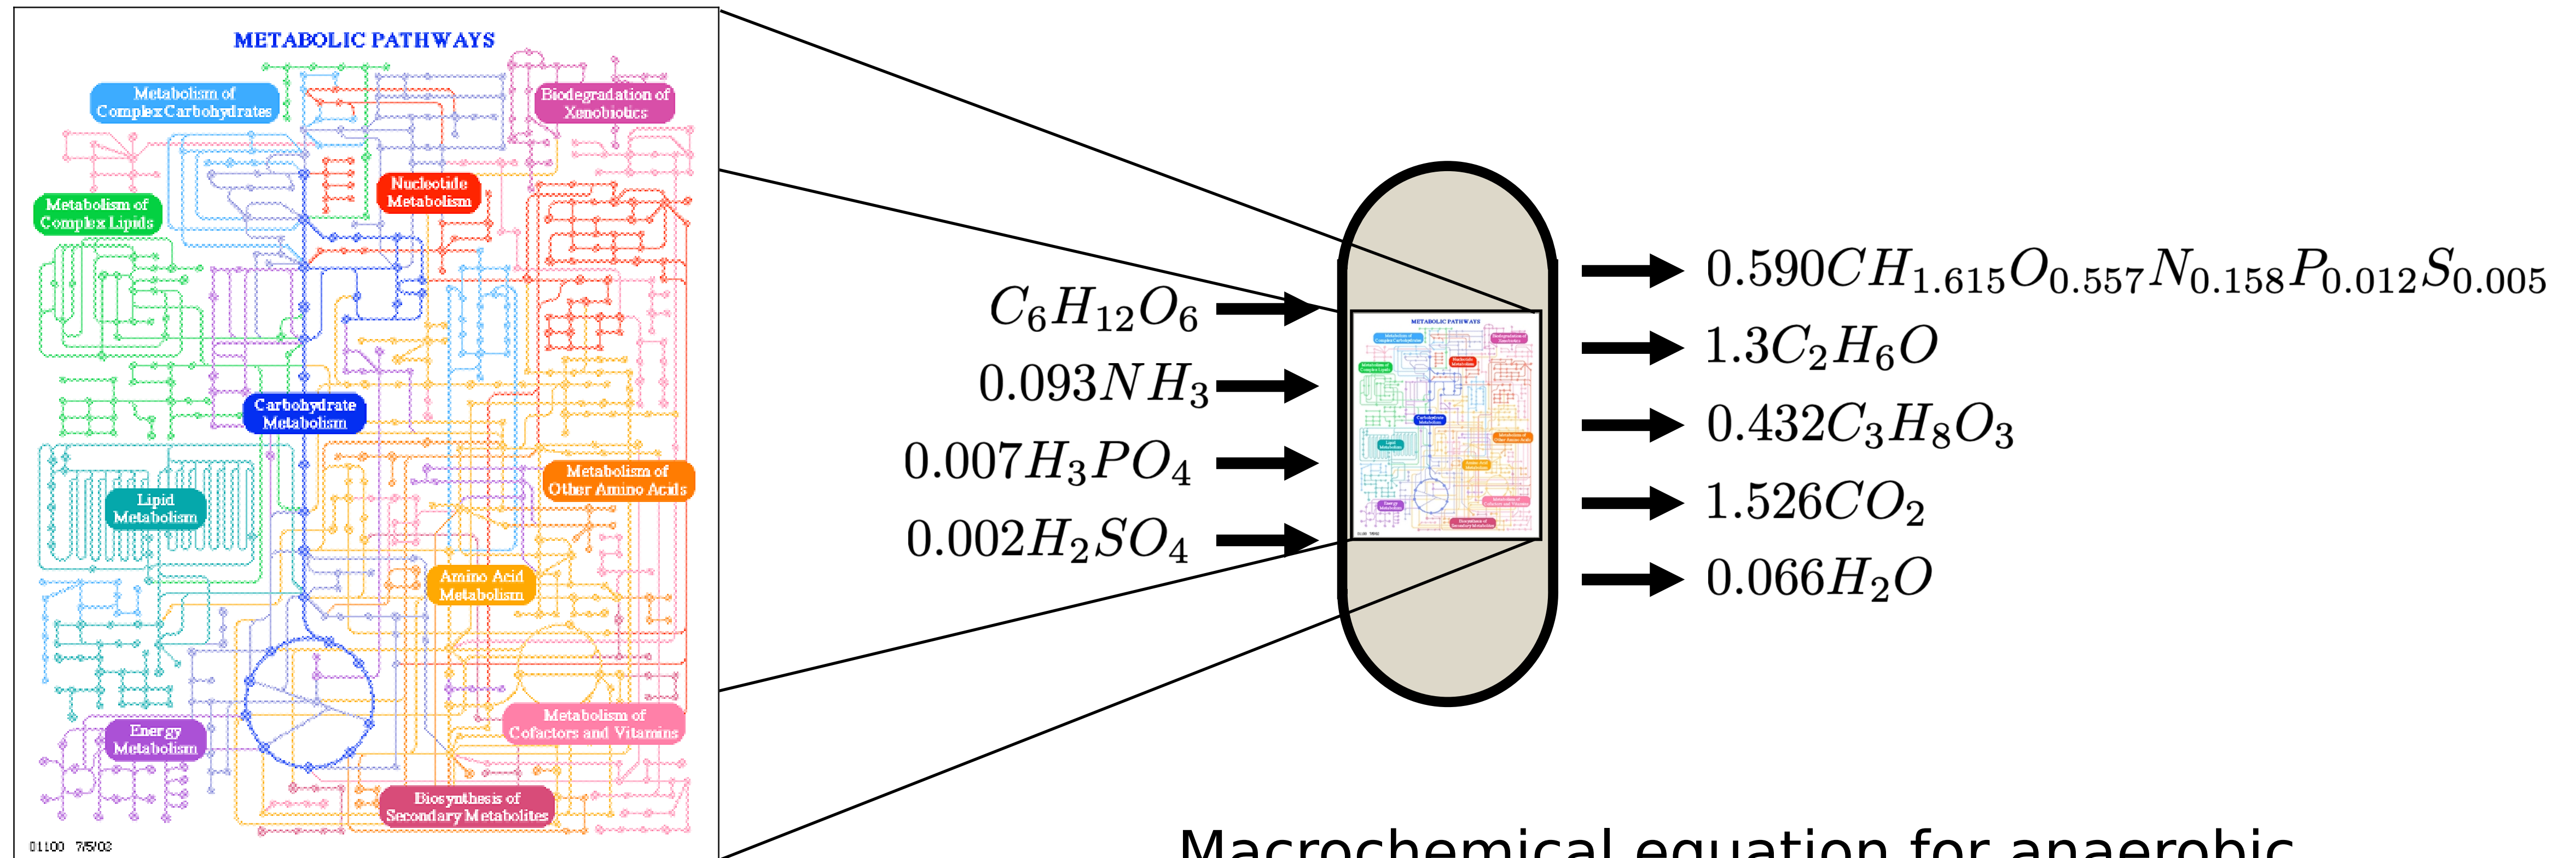 METABOLIC PATHWAYS
Metabolism of
Complex Carbohydrates
Biodegradation of
Xenobiotics
Nucleotide
Metabolism
Metabolism of
Complex Lipids
Carbohydrate
Metabolism
Metabolism of
Other Amino Acids
Lipid
Metabolism
Amino Acid
Metabolism
Metabolism of
Cofactors and Vitamins
Energy
Metabolism
Biosynthesis of
Secondary Metabolites
01100 7/5/02
C₆H₁₂O₆
0.093NH₃
0.007H₃PO₄
0.002H₂SO₄
METABOLIC PATHWAYS
0.590CH₁.₆₁₅O₀.₅₅₇N₀.₁₅₈P₀.₀₁₂S₀.₀₀₅
1.3C₂H₆O
0.432C₃H₈O₃
1.526CO₂
0.066H₂O
Macrochemical equation for anaerobic